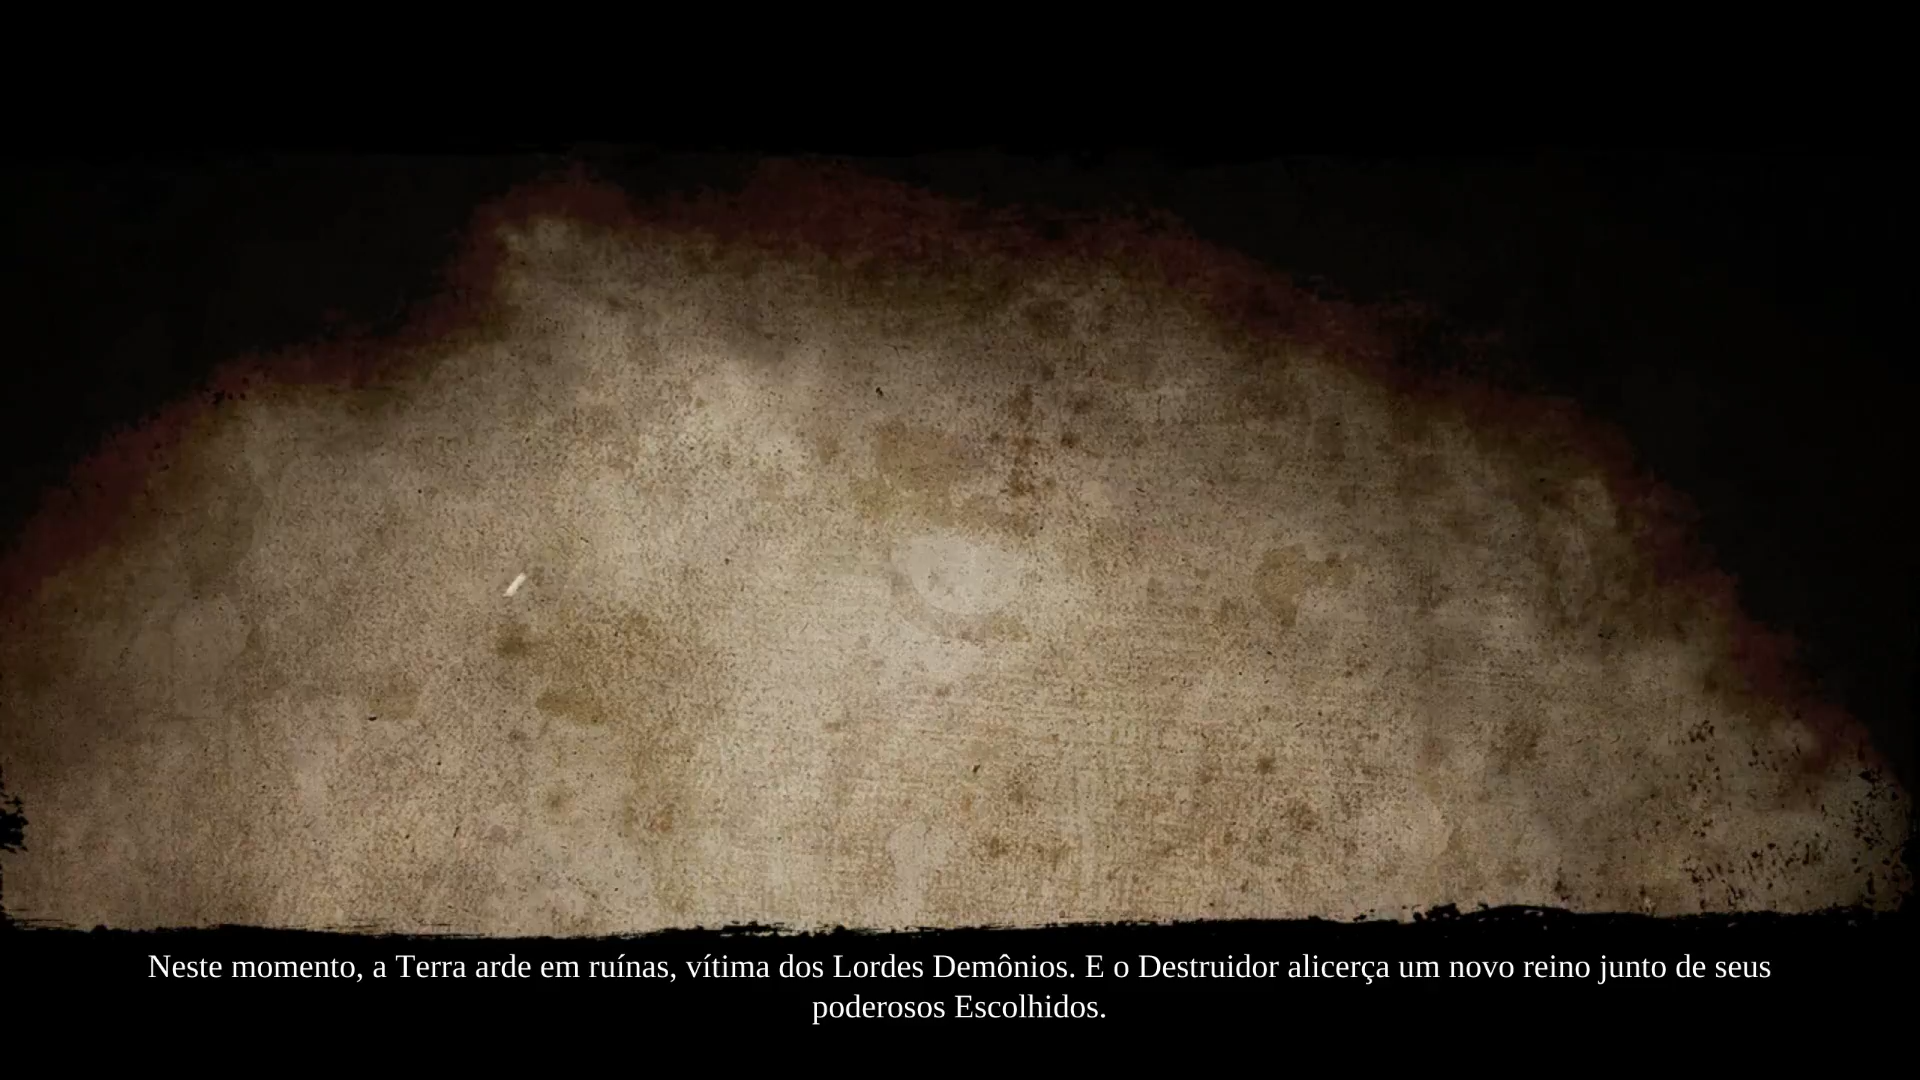 Neste momento, a Terra arde em ruínas, vítima dos Lordes Demônios. E o Destruidor alicerça um novo reino junto de seus
poderosos Escolhidos.